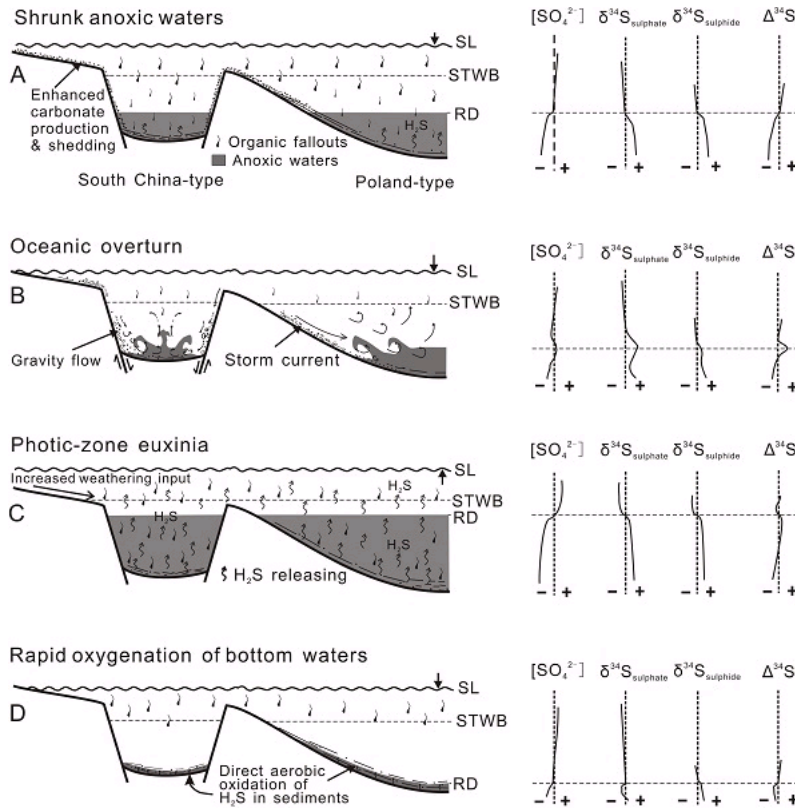 Shrunk anoxic waters
[SO₄²⁻] δ³⁴Ssulphate δ³⁴Ssulphide Δ³⁴S
SL
A
STWB
Enhanced
carbonate
production
& shedding
RD
H₂S
Organic fallouts
Anoxic waters
South China-type
Poland-type
− + − + − + − +
Oceanic overturn
[SO₄²⁻] δ³⁴Ssulphate δ³⁴Ssulphide Δ³⁴S
SL
B
STWB
Gravity flow
Storm current
− + − + − + − +
Photic-zone euxinia
[SO₄²⁻] δ³⁴Ssulphate δ³⁴Ssulphide Δ³⁴S
SL
Increased weathering input
H₂S
STWB
C
H₂S
RD
H₂S
H₂S releasing
− + − + − + − +
Rapid oxygenation of bottom waters
[SO₄²⁻] δ³⁴Ssulphate δ³⁴Ssulphide Δ³⁴S
SL
D
STWB
Direct aerobic
oxidation of
H₂S in sediments
RD
− + − + − + − +